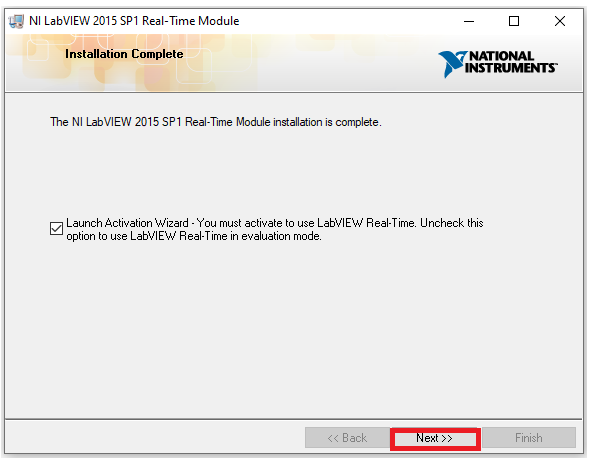 NI LabVIEW 2015 SP1 Real-Time Module
Installation Complete
NATIONAL
INSTRUMENTS™
The NI LabVIEW 2015 SP1 Real-Time Module installation is complete.
Launch Activation Wizard - You must activate to use LabVIEW Real-Time. Uncheck this
option to use LabVIEW Real-Time in evaluation mode.
<< Back
Next >>
Finish